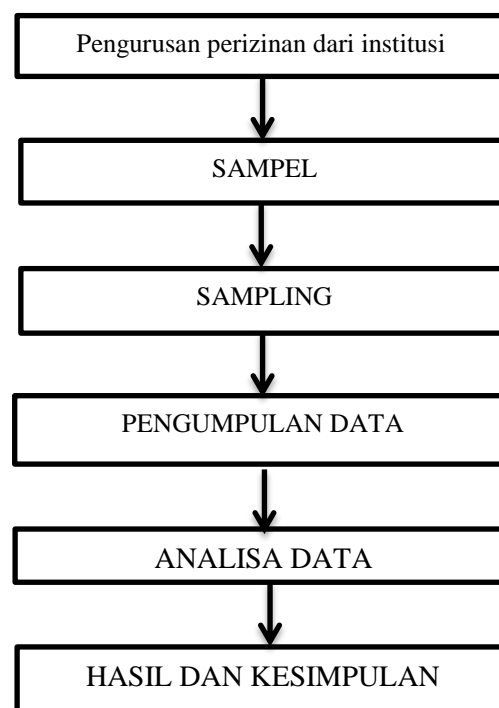 Pengurusan perizinan dari institusi
SAMPEL
SAMPLING
PENGUMPULAN DATA
ANALISA DATA
HASIL DAN KESIMPULAN